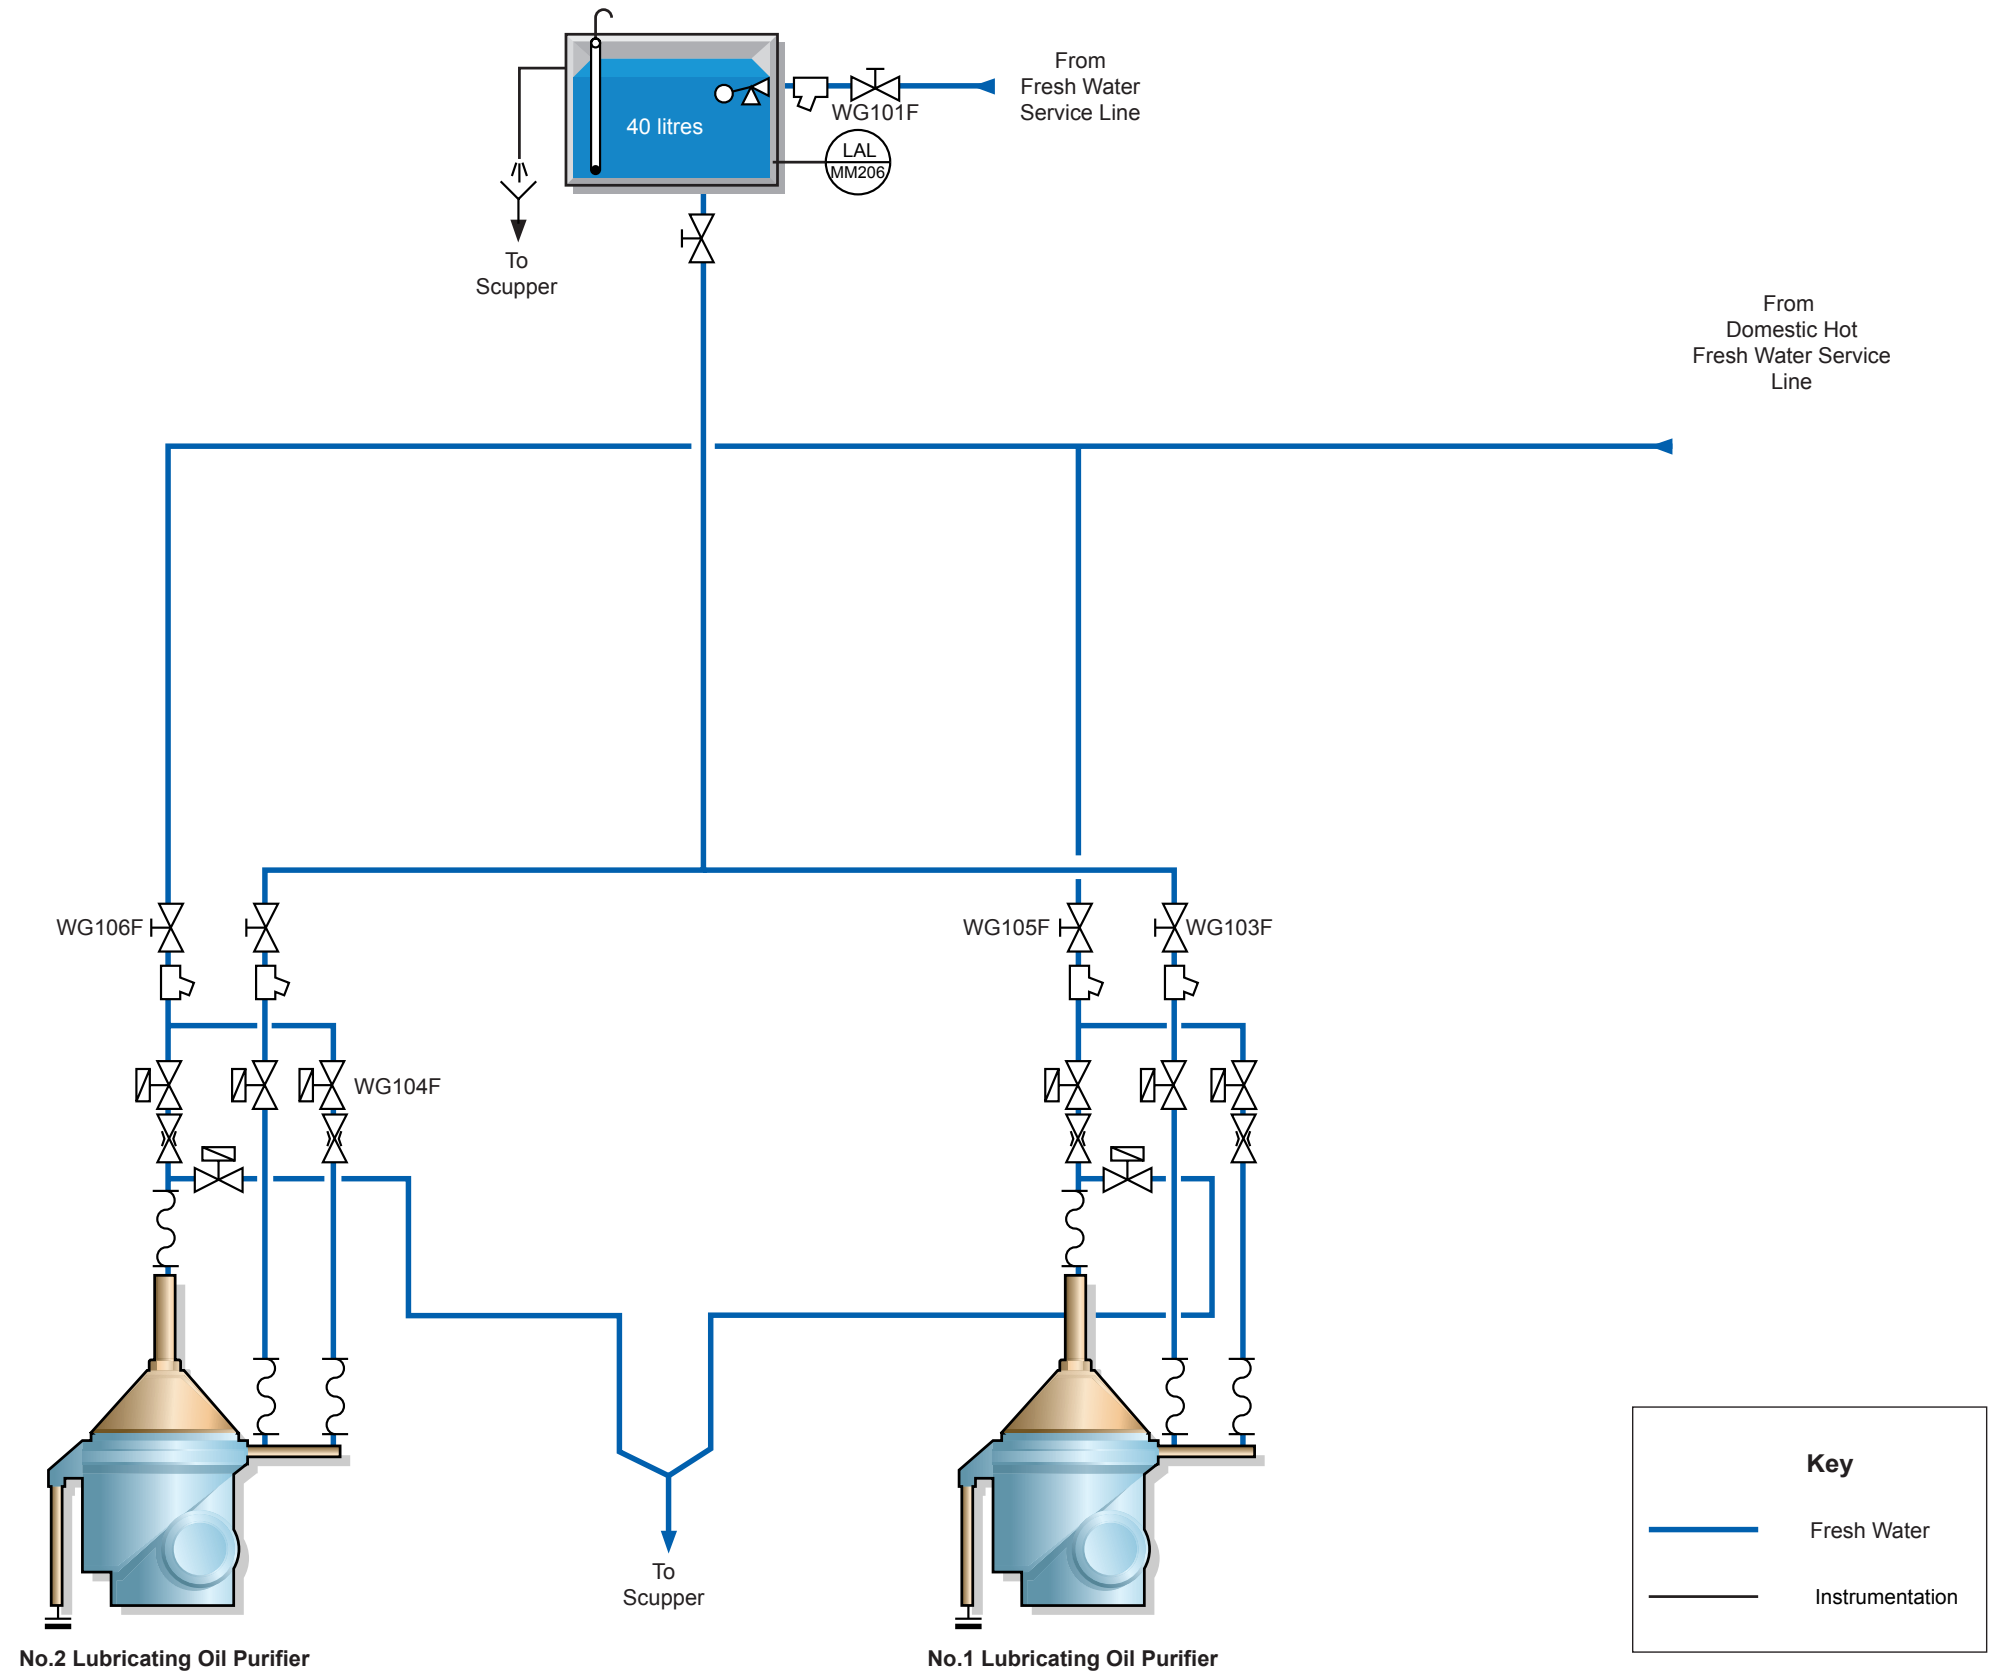 From
Fresh Water
Service Line
WG101F
40 litres
LAL
MM206
To
Scupper
From
Domestic Hot
Fresh Water Service
Line
WG106F
WG105F
WG103F
WG104F
To
Scupper
Key
Fresh Water
Instrumentation
No.2 Lubricating Oil Purifier
No.1 Lubricating Oil Purifier